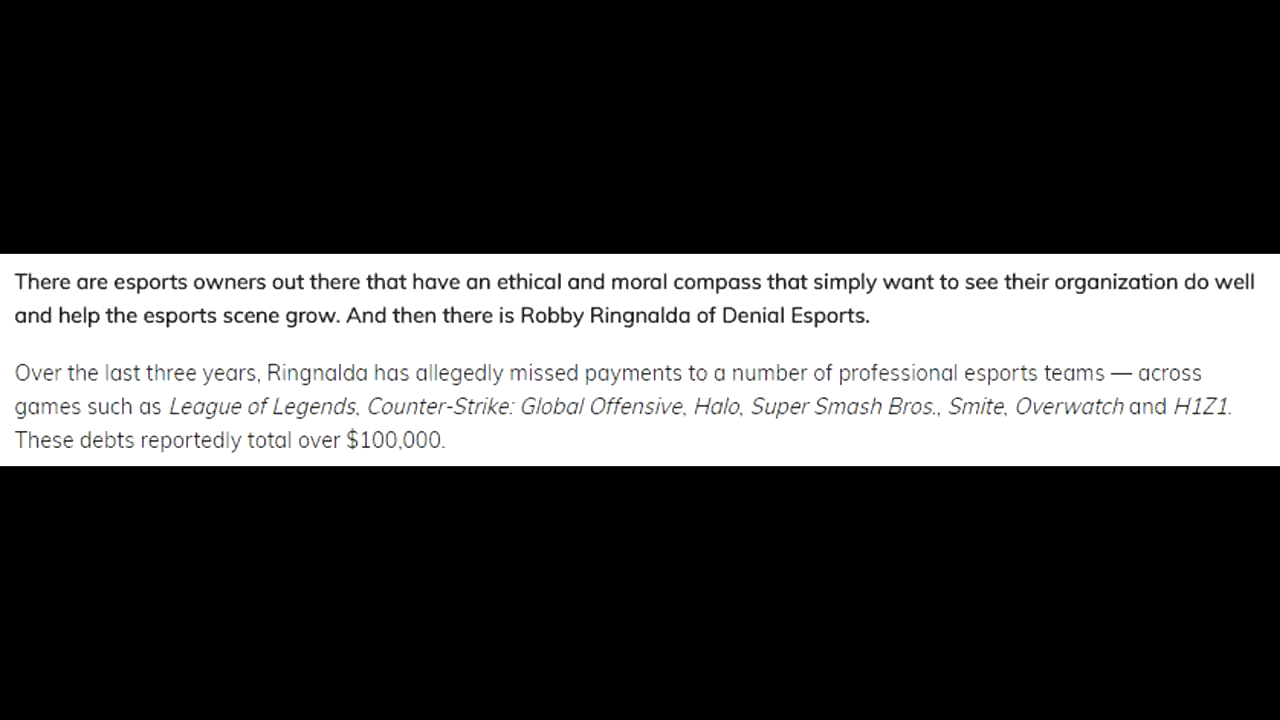 There are esports owners out there that have an ethical and moral compass that simply want to see their organization do well
and help the esports scene grow. And then there is Robby Ringnalda of Denial Esports.
Over the last three years, Ringnalda has allegedly missed payments to a number of professional esports teams — across
games such as League of Legends, Counter-Strike: Global Offensive, Halo, Super Smash Bros., Smite, Overwatch and H1Z1.
These debts reportedly total over $100,000.